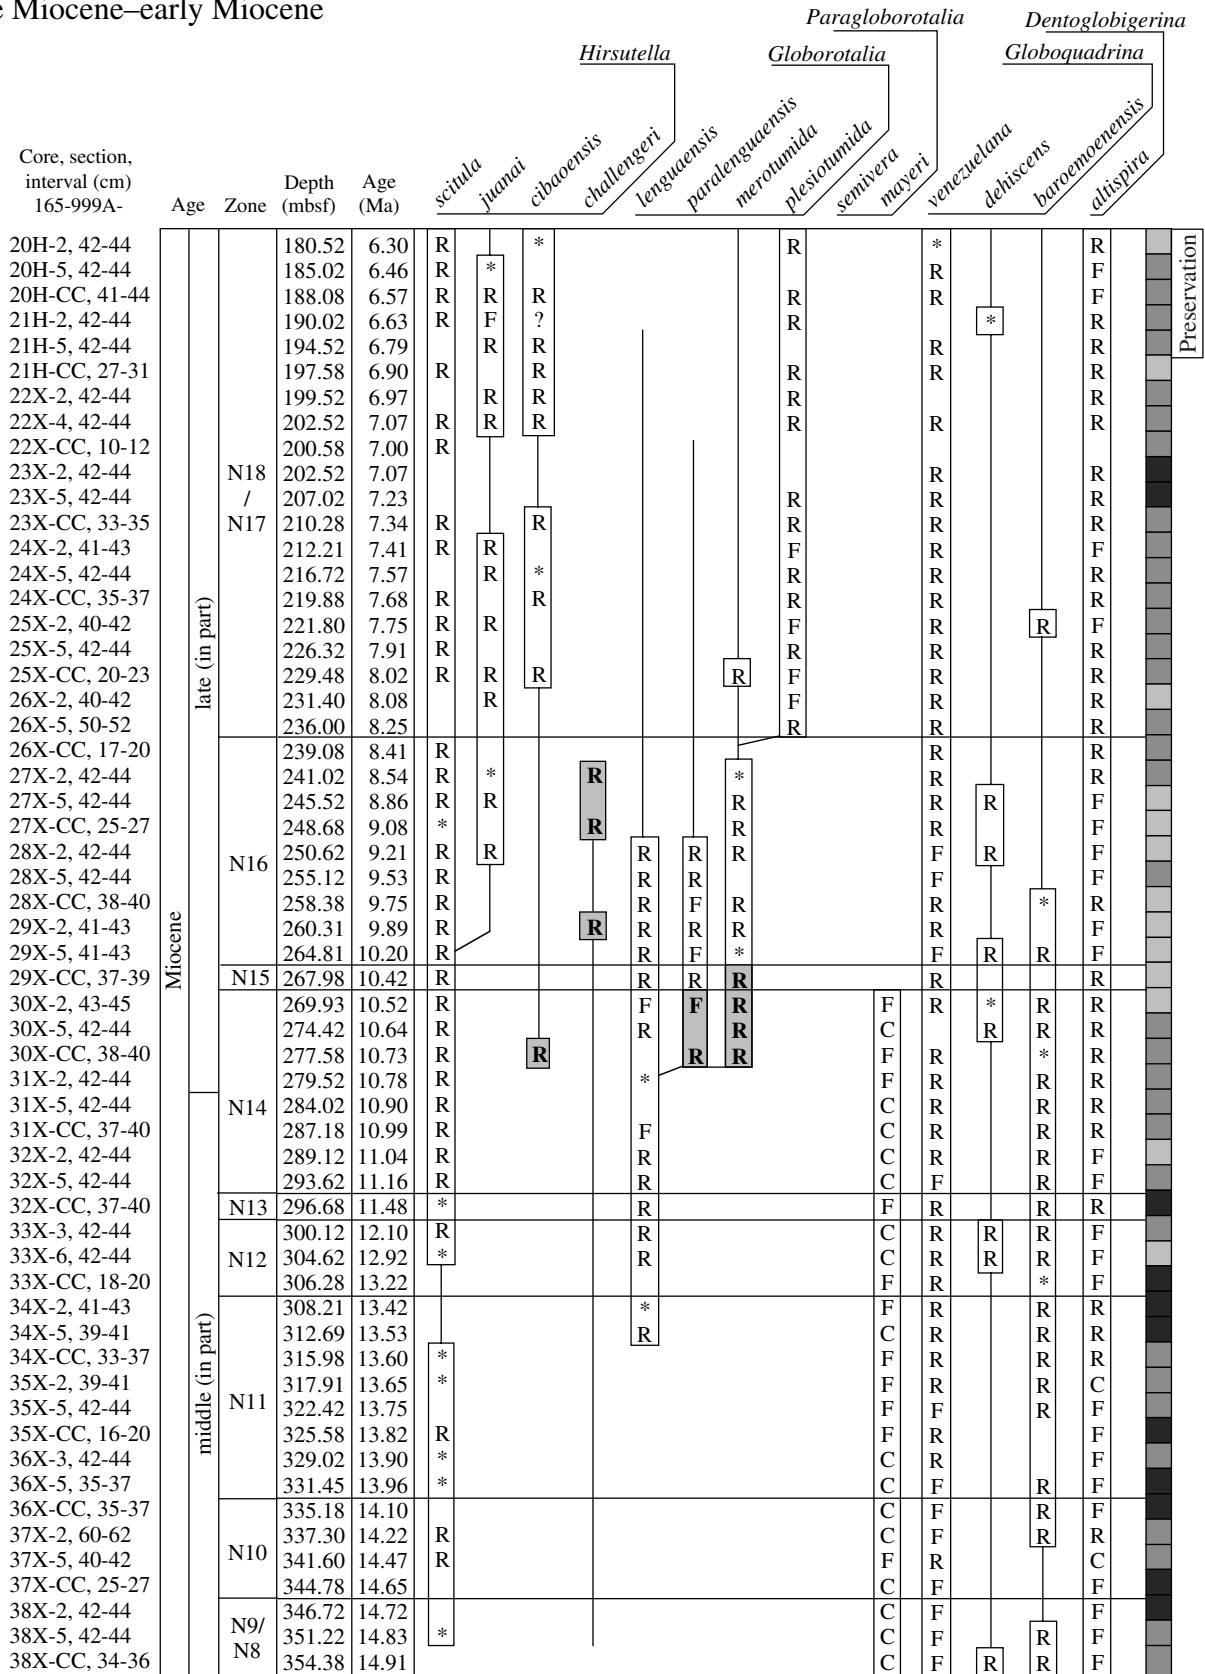 e Miocene–early Miocene
Paragloborotalia Dentoglobigerina
Hirsutella Globorotalia Globoquadrina
Core, section,
interval (cm)
165-999A-
Age Zone
Depth
(mbsf)
Age
(Ma)
scitula juanai cibaoensis challengeri lenguaensis paralenguaensis merotumida plesiotumida semivera mayeri venezuelana dehiscens baroemoenensis altispira
Preservation
Miocene
late (in part)
middle (in part)
20H-2, 42-44 180.52 6.30 R * R * R
20H-5, 42-44 185.02 6.46 R * R F
20H-CC, 41-44 188.08 6.57 R R R R R F
21H-2, 42-44 190.02 6.63 R F ? R * R
21H-5, 42-44 194.52 6.79 R R R R
21H-CC, 27-31 197.58 6.90 R R R R R
22X-2, 42-44 199.52 6.97 R R R R
22X-4, 42-44 202.52 7.07 R R R R R R
22X-CC, 10-12 200.58 7.00 R
23X-2, 42-44 N18 202.52 7.07 R R
23X-5, 42-44 / 207.02 7.23 R R R
23X-CC, 33-35 N17 210.28 7.34 R R R R R
24X-2, 41-43 212.21 7.41 R R F R F
24X-5, 42-44 216.72 7.57 R * R R R
24X-CC, 35-37 219.88 7.68 R R R R R
25X-2, 40-42 221.80 7.75 R R F R R F
25X-5, 42-44 226.32 7.91 R R R R
25X-CC, 20-23 229.48 8.02 R R R R F R R
26X-2, 40-42 231.40 8.08 R F R R
26X-5, 50-52 236.00 8.25 R R R
26X-CC, 17-20 239.08 8.41 R R R
27X-2, 42-44 241.02 8.54 R * R * R R
27X-5, 42-44 245.52 8.86 R R R R R F
27X-CC, 25-27 248.68 9.08 * R R R F
28X-2, 42-44 N16 250.62 9.21 R R R R R F R F
28X-5, 42-44 255.12 9.53 R R R F F
28X-CC, 38-40 258.38 9.75 R R F R R * R
29X-2, 41-43 260.31 9.89 R R R R R R F
29X-5, 41-43 264.81 10.20 R R F * F R R F
29X-CC, 37-39 N15 267.98 10.42 R R R R R R
30X-2, 43-45 269.93 10.52 R F F R F R * R R
30X-5, 42-44 274.42 10.64 R R R C R R R
30X-CC, 38-40 277.58 10.73 R R R R F R * R
31X-2, 42-44 279.52 10.78 R * F R R R
31X-5, 42-44 N14 284.02 10.90 R C R R R
31X-CC, 37-40 287.18 10.99 R F C R R R
32X-2, 42-44 289.12 11.04 R R C R R F
32X-5, 42-44 293.62 11.16 R R C F R F
32X-CC, 37-40 N13 296.68 11.48 * R F R R R
33X-3, 42-44 300.12 12.10 R R C R R R F
33X-6, 42-44 N12 304.62 12.92 * R C R R R F
33X-CC, 18-20 306.28 13.22 F R * F
34X-2, 41-43 308.21 13.42 * F R R R
34X-5, 39-41 312.69 13.53 R C R R R
34X-CC, 33-37 315.98 13.60 * F R R R
35X-2, 39-41 317.91 13.65 * F R R C
35X-5, 42-44 N11 322.42 13.75 F F R F
35X-CC, 16-20 325.58 13.82 R F R F
36X-3, 42-44 329.02 13.90 * C R F
36X-5, 35-37 331.45 13.96 * C F R F
36X-CC, 35-37 335.18 14.10 C F R F
37X-2, 60-62 337.30 14.22 R C F R R
37X-5, 40-42 N10 341.60 14.47 R F R C
37X-CC, 25-27 344.78 14.65 C F F
38X-2, 42-44 N9/ 346.72 14.72 C F F
38X-5, 42-44 N8 351.22 14.83 * C F R F
38X-CC, 34-36 354.38 14.91 C F R R F